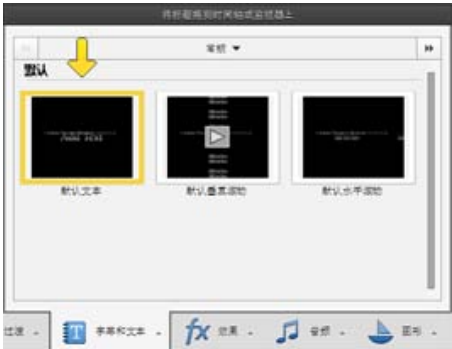 将标题拖到时间轴或监视器上
常规
默认
默认文本
默认垂直滚动
默认水平滚动
过渡
字幕和文本
fx 效果
音频
图形